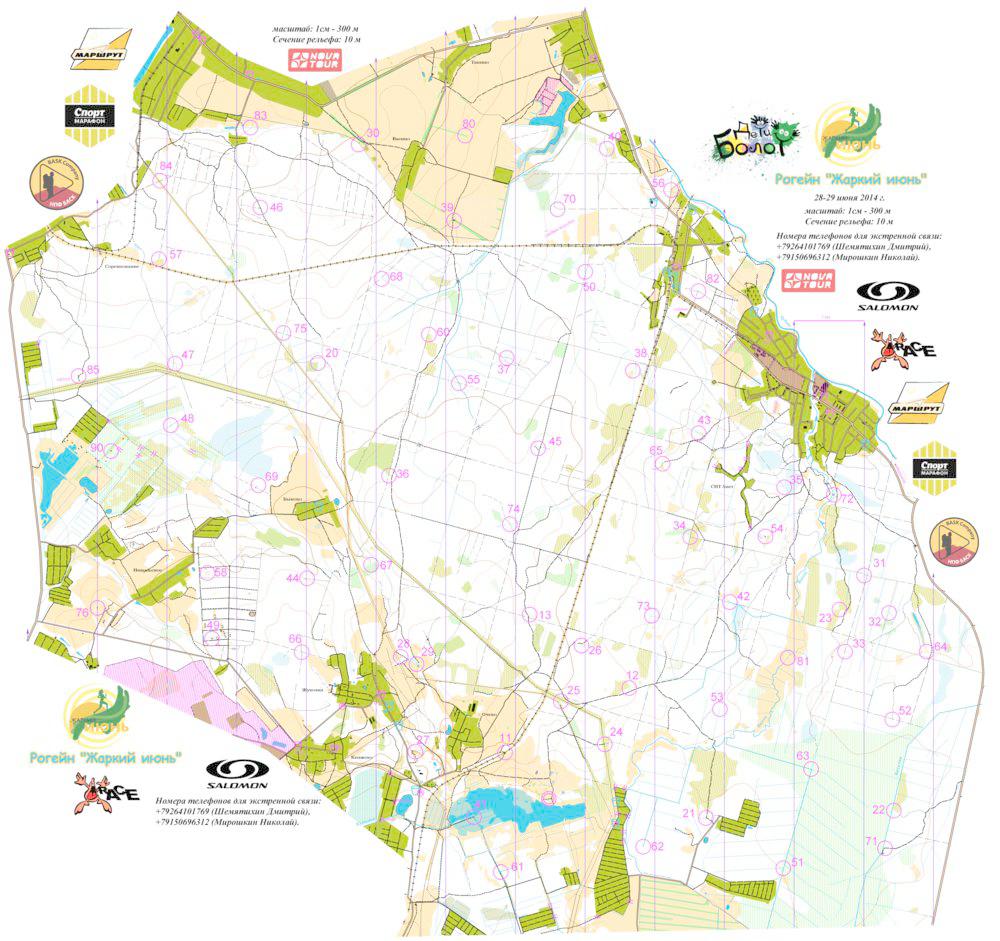 масштаб: 1см - 300 м
Сечение рельефа: 10 м
NOVA TOUR
МАРШРУТ
Спорт
МАРАФОН
BASK Company
Дети
Болот
ЖАРКИЙ
ИЮНЬ
Рогейн "Жаркий июнь"
28-29 июня 2014 г.
масштаб: 1см - 300 м
Сечение рельефа: 10 м
Номера телефонов для экстренной связи:
+79264101769 (Шемятихин Дмитрий),
+79150696312 (Мирошкин Николай).
NOVA TOUR
SALOMON
ARACE
МАРШРУТ
Спорт
МАРАФОН
BASK Company
83
30
80
40
84
46
39
70
56
57
68
50
82
75
60
47
20
37
38
85
55
48
43
90
45
65
69
36
35
72
СНТ Аист
74
34
54
67
31
58
44
42
76
13
73
23
32
49
66
28
29
26
81
33
64
12
25
53
52
27
11
24
63
41
21
22
62
71
61
51
ЖАРКИЙ
ИЮНЬ
Рогейн "Жаркий июнь"
SALOMON
ARACE
Номера телефонов для экстренной связи:
+79264101769 (Шемятихин Дмитрий),
+79150696312 (Мирошкин Николай).